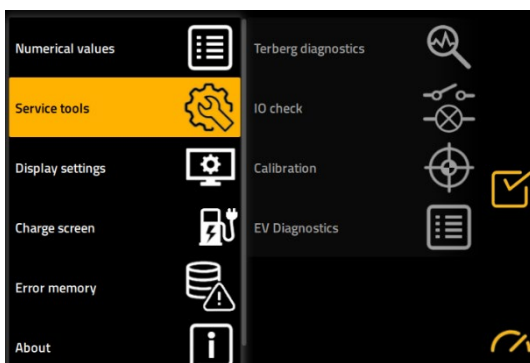 Numerical values
Service tools
Display settings
Charge screen
Error memory
About
Terberg diagnostics
IO check
Calibration
EV Diagnostics